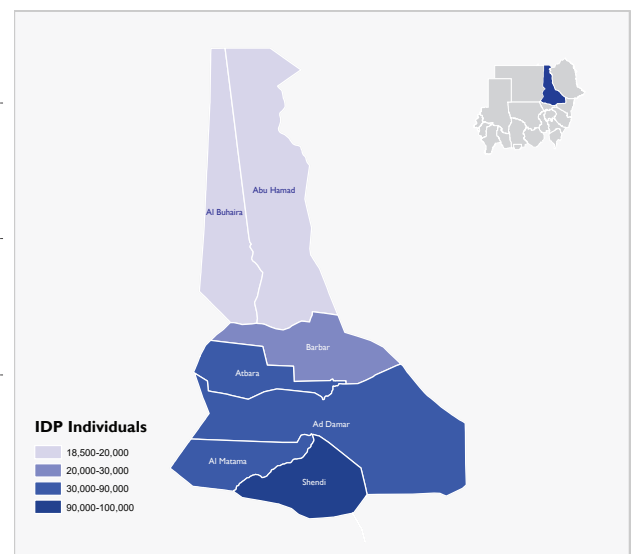 Abu Hamad
Al Buhaira
Barbar
Atbara
Ad Damar
Al Matama
Shendi
IDP Individuals
18,500-20,000
20,000-30,000
30,000-90,000
90,000-100,000